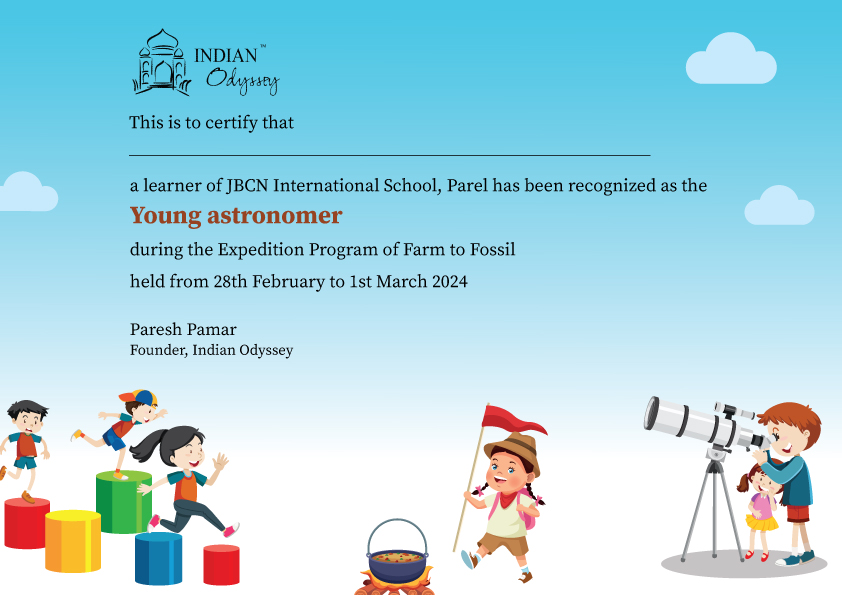 INDIAN™
Odyssey
This is to certify that
a learner of JBCN International School, Parel has been recognized as the
Young astronomer
during the Expedition Program of Farm to Fossil
held from 28th February to 1st March 2024
Paresh Pamar
Founder, Indian Odyssey